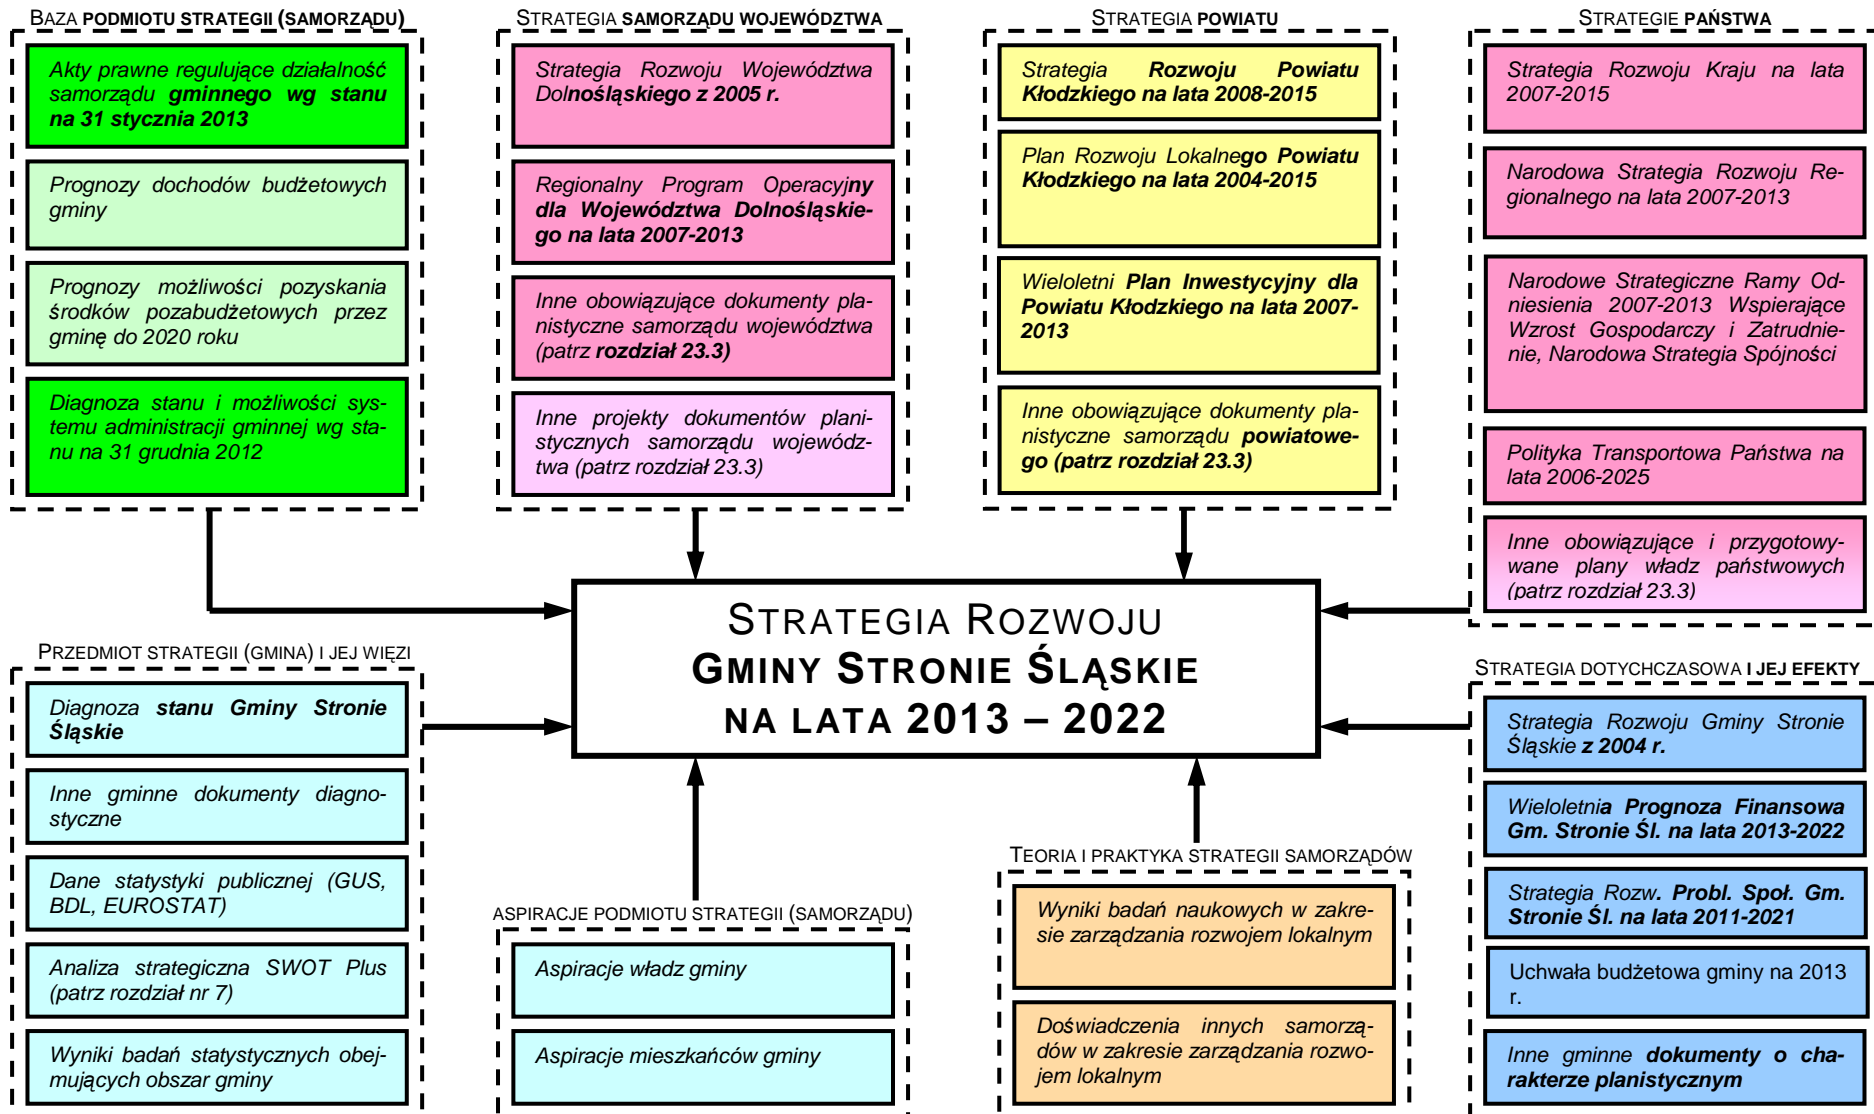 BAZA PODMIOTU STRATEGII (SAMORZĄDU)
Akty prawne regulujące działalność
samorządu gminnego wg stanu
na 31 stycznia 2013
Prognozy dochodów budżetowych
gminy
Prognozy możliwości pozyskania
środków pozabudżetowych przez
gminę do 2020 roku
Diagnoza stanu i możliwości sys-
temu administracji gminnej wg sta-
nu na 31 grudnia 2012
STRATEGIA SAMORZĄDU WOJEWÓDZTWA
Strategia Rozwoju Województwa
Dolnośląskiego z 2005 r.
Regionalny Program Operacyjny
dla Województwa Dolnośląskie-
go na lata 2007-2013
Inne obowiązujące dokumenty pla-
nistyczne samorządu województwa
(patrz rozdział 23.3)
Inne projekty dokumentów plani-
stycznych samorządu wojewódz-
twa (patrz rozdział 23.3)
STRATEGIA POWIATU
Strategia Rozwoju Powiatu
Kłodzkiego na lata 2008-2015
Plan Rozwoju Lokalnego Powiatu
Kłodzkiego na lata 2004-2015
Wieloletni Plan Inwestycyjny dla
Powiatu Kłodzkiego na lata 2007-
2013
Inne obowiązujące dokumenty pla-
nistyczne samorządu powiatowe-
go (patrz rozdział 23.3)
STRATEGIE PAŃSTWA
Strategia Rozwoju Kraju na lata
2007-2015
Narodowa Strategia Rozwoju Re-
gionalnego na lata 2007-2013
Narodowe Strategiczne Ramy Od-
niesienia 2007-2013 Wspierające
Wzrost Gospodarczy i Zatrudnie-
nie, Narodowa Strategia Spójności
Polityka Transportowa Państwa na
lata 2006-2025
Inne obowiązujące i przygotowy-
wane plany władz państwowych
(patrz rozdział 23.3)
STRATEGIA ROZWOJU
GMINY STRONIE ŚLĄSKIE
NA LATA 2013 – 2022
PRZEDMIOT STRATEGII (GMINA) I JEJ WIĘZI
Diagnoza stanu Gminy Stronie
Śląskie
Inne gminne dokumenty diagno-
styczne
Dane statystyki publicznej (GUS,
BDL, EUROSTAT)
Analiza strategiczna SWOT Plus
(patrz rozdział nr 7)
Wyniki badań statystycznych obej-
mujących obszar gminy
ASPIRACJE PODMIOTU STRATEGII (SAMORZĄDU)
Aspiracje władz gminy
Aspiracje mieszkańców gminy
TEORIA I PRAKTYKA STRATEGII SAMORZĄDÓW
Wyniki badań naukowych w zakre-
sie zarządzania rozwojem lokalnym
Doświadczenia innych samorzą-
dów w zakresie zarządzania rozwo-
jem lokalnym
STRATEGIA DOTYCHCZASOWA I JEJ EFEKTY
Strategia Rozwoju Gminy Stronie
Śląskie z 2004 r.
Wieloletnia Prognoza Finansowa
Gm. Stronie Śl. na lata 2013-2022
Strategia Rozw. Probl. Społ. Gm.
Stronie Śl. na lata 2011-2021
Uchwała budżetowa gminy na 2013
r.
Inne gminne dokumenty o cha-
rakterze planistycznym